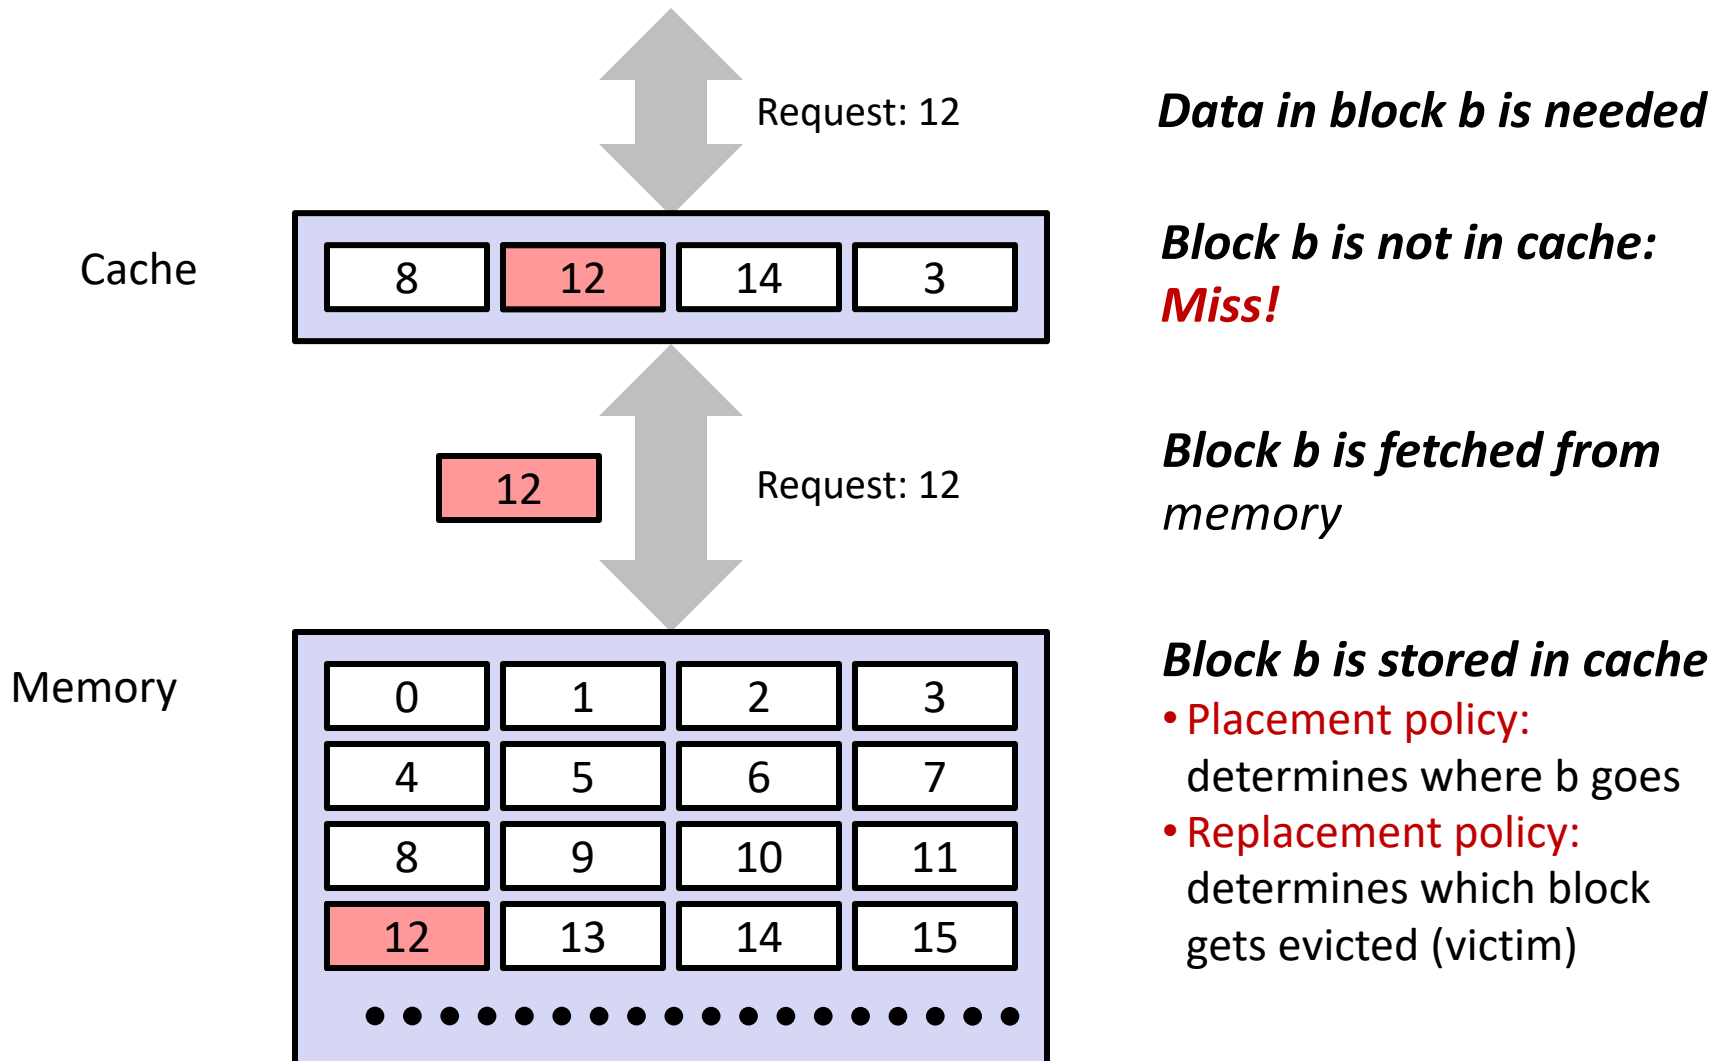 Request: 12
Data in block b is needed
Cache
8 12 14 3
Block b is not in cache:
Miss!
12
Request: 12
Block b is fetched from
memory
Memory
0 1 2 3
4 5 6 7
8 9 10 11
12 13 14 15
Block b is stored in cache
• Placement policy:
determines where b goes
• Replacement policy:
determines which block
gets evicted (victim)